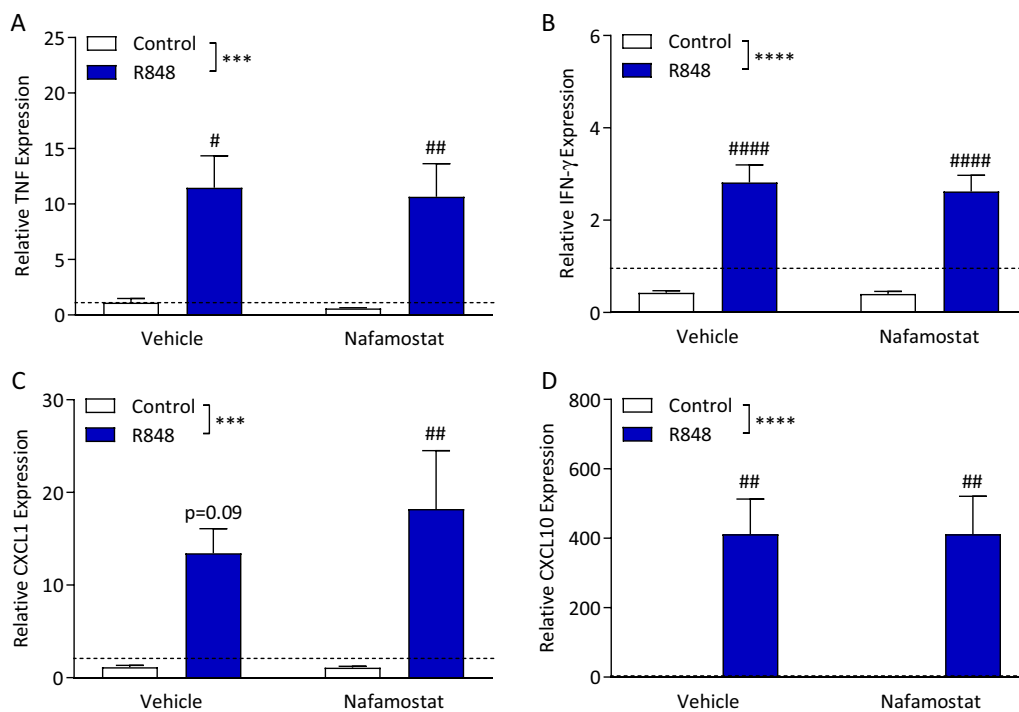 A
Relative TNF Expression
25
20
15
10
5
0
Control
R848
***
#
##
Vehicle
Nafamostat
B
Relative IFN-γ Expression
6
4
2
0
Control
R848
****
####
####
Vehicle
Nafamostat
C
Relative CXCL1 Expression
30
20
10
0
Control
R848
***
p=0.09
##
Vehicle
Nafamostat
D
Relative CXCL10 Expression
800
600
400
200
0
Control
R848
****
##
##
Vehicle
Nafamostat